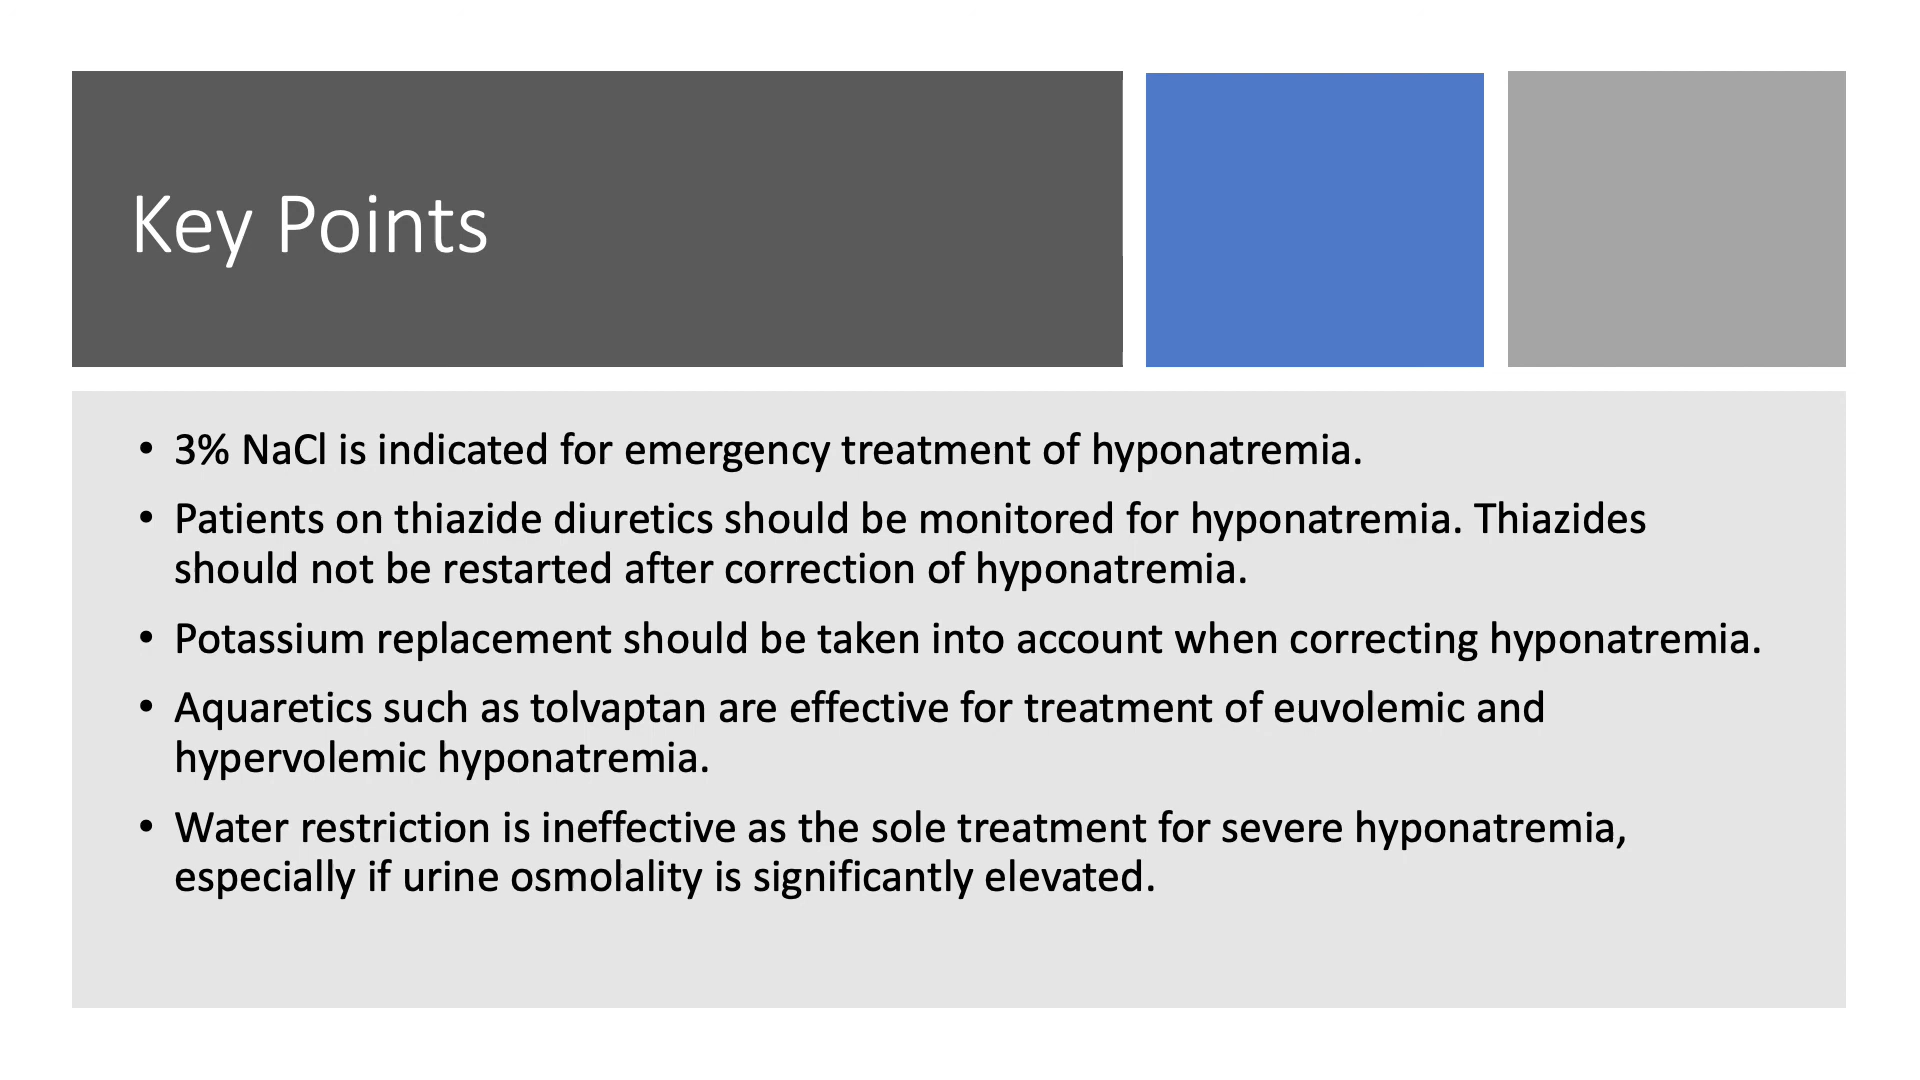 Key Points
• 3% NaCl is indicated for emergency treatment of hyponatremia.
• Patients on thiazide diuretics should be monitored for hyponatremia. Thiazides
should not be restarted after correction of hyponatremia.
• Potassium replacement should be taken into account when correcting hyponatremia.
• Aquaretics such as tolvaptan are effective for treatment of euvolemic and
hypervolemic hyponatremia.
• Water restriction is ineffective as the sole treatment for severe hyponatremia,
especially if urine osmolality is significantly elevated.